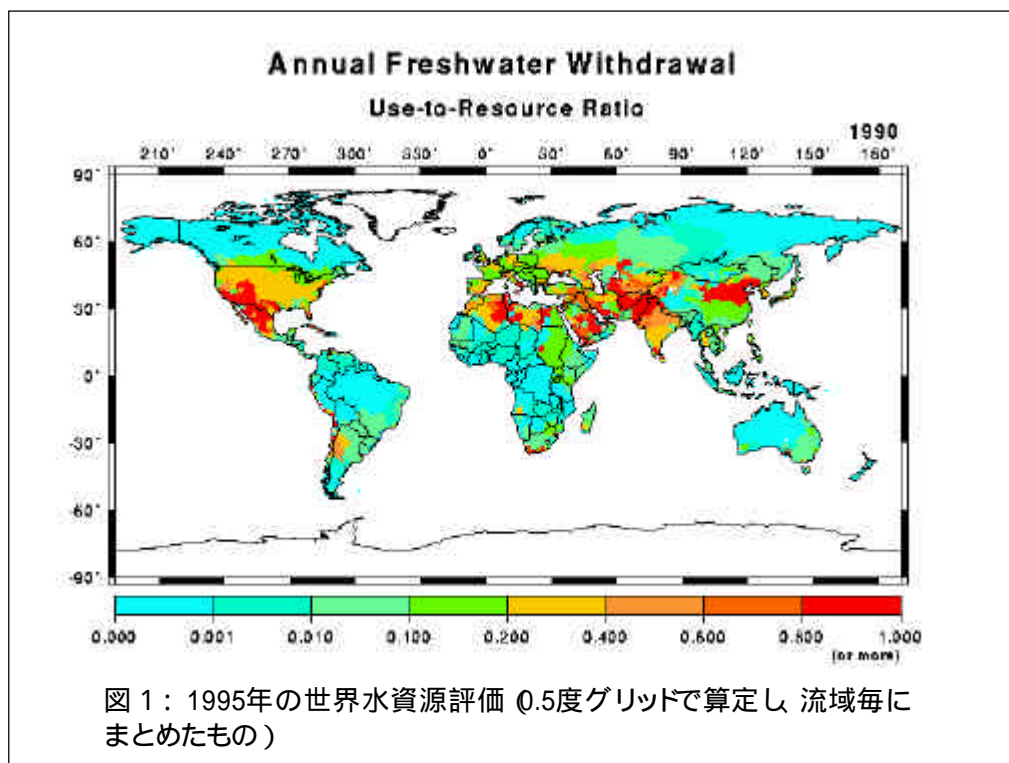 Annual Freshwater Withdrawal
Use-to-Resource Ratio
1990
210° 240° 270° 300° 330° 0° 30° 60° 90° 120° 150° 180°
90°
60°
30°
0°
-30°
-60°
-90°
0.000 0.001 0.010 0.100 0.200 0.400 0.600 0.800 1.000
(or more)
図1: 1995年の世界水資源評価(0.5度グリッドで算定し、流域毎に
まとめたもの)